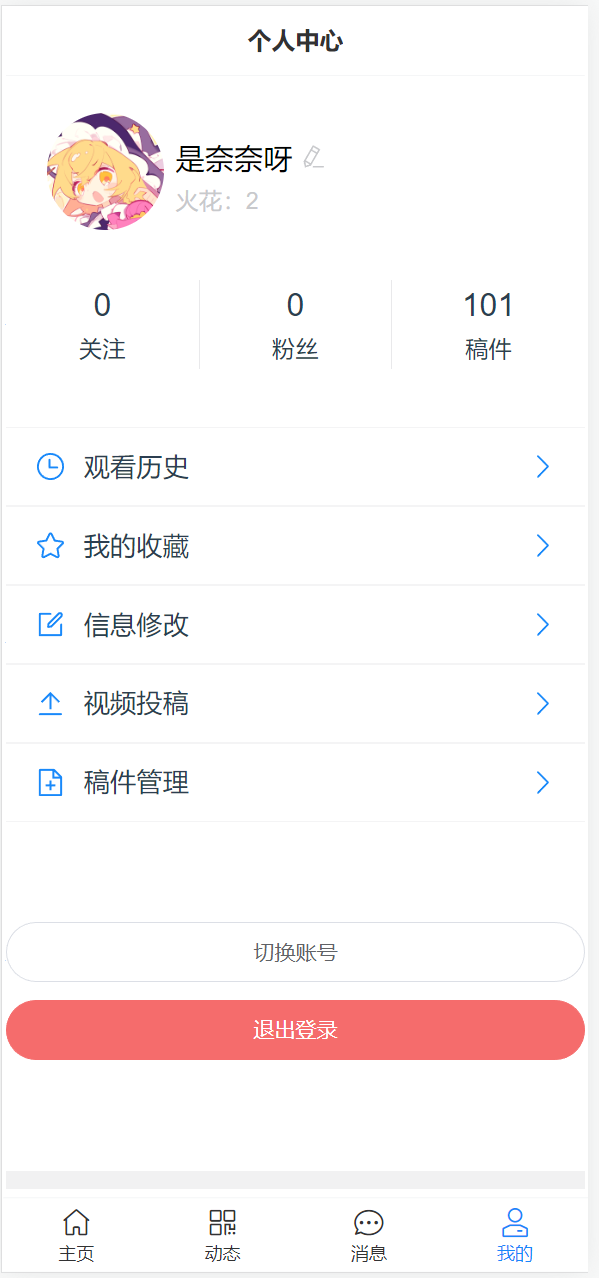 个人中心
是奈奈呀
火花：2
0 0 101
关注 粉丝 稿件
观看历史
我的收藏
信息修改
视频投稿
稿件管理
切换账号
退出登录
主页 动态 消息 我的